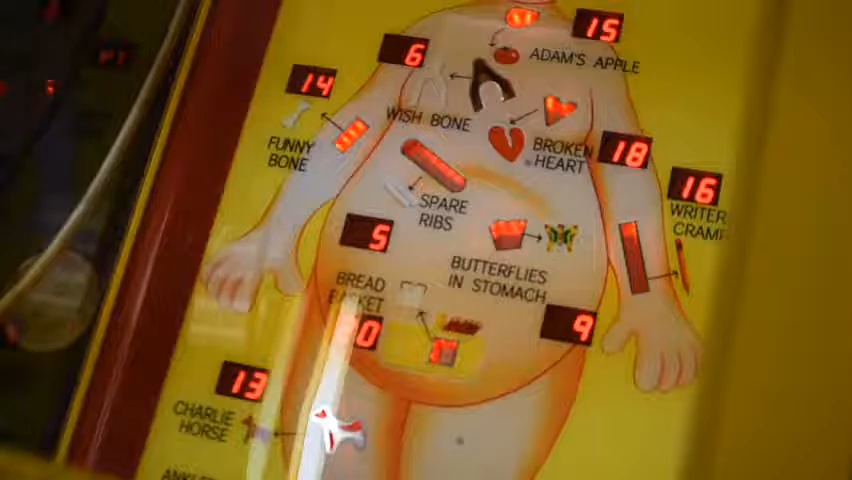 15
6
ADAM'S APPLE
14
WISH BONE
FUNNY
BONE
BROKEN
HEART
18
16
SPARE
RIBS
WRITER
CRAMP
5
BUTTERFLIES
IN STOMACH
BREAD
BASKET
9
13
CHARLIE
HORSE